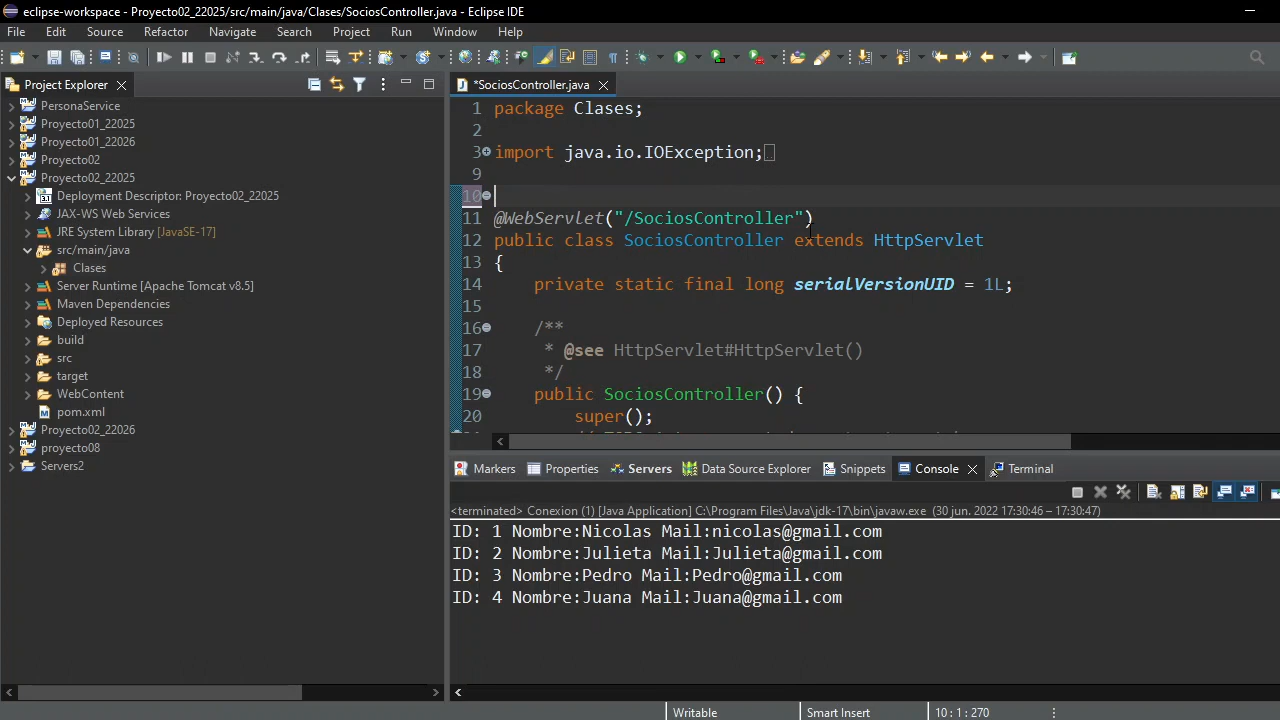 eclipse-workspace - Proyecto02_22025/src/main/java/Clases/SociosController.java - Eclipse IDE
File Edit Source Refactor Navigate Search Project Run Window Help
Project Explorer
PersonaService
Proyecto01_22025
Proyecto01_22026
Proyecto02
Proyecto02_22025
Deployment Descriptor: Proyecto02_22025
JAX-WS Web Services
JRE System Library [JavaSE-17]
src/main/java
Clases
Server Runtime [Apache Tomcat v8.5]
Maven Dependencies
Deployed Resources
build
src
target
WebContent
pom.xml
Proyecto02_22026
proyecto08
Servers2
*SociosController.java
1 package Clases;
2
3 import java.io.IOException;
9
10
11 @WebServlet("/SociosController")
12 public class SociosController extends HttpServlet
13 {
14 private static final long serialVersionUID = 1L;
15
16 /**
17 * @see HttpServlet#HttpServlet()
18 */
19 public SociosController() {
20 super();
Markers Properties Servers Data Source Explorer Snippets Console Terminal
<terminated> Conexion (1) [Java Application] C:\Program Files\Java\jdk-17\bin\javaw.exe (30 jun. 2022 17:30:46 – 17:30:47)
ID: 1 Nombre:Nicolas Mail:nicolas@gmail.com
ID: 2 Nombre:Julieta Mail:Julieta@gmail.com
ID: 3 Nombre:Pedro Mail:Pedro@gmail.com
ID: 4 Nombre:Juana Mail:Juana@gmail.com
Writable Smart Insert 10 : 1 : 270